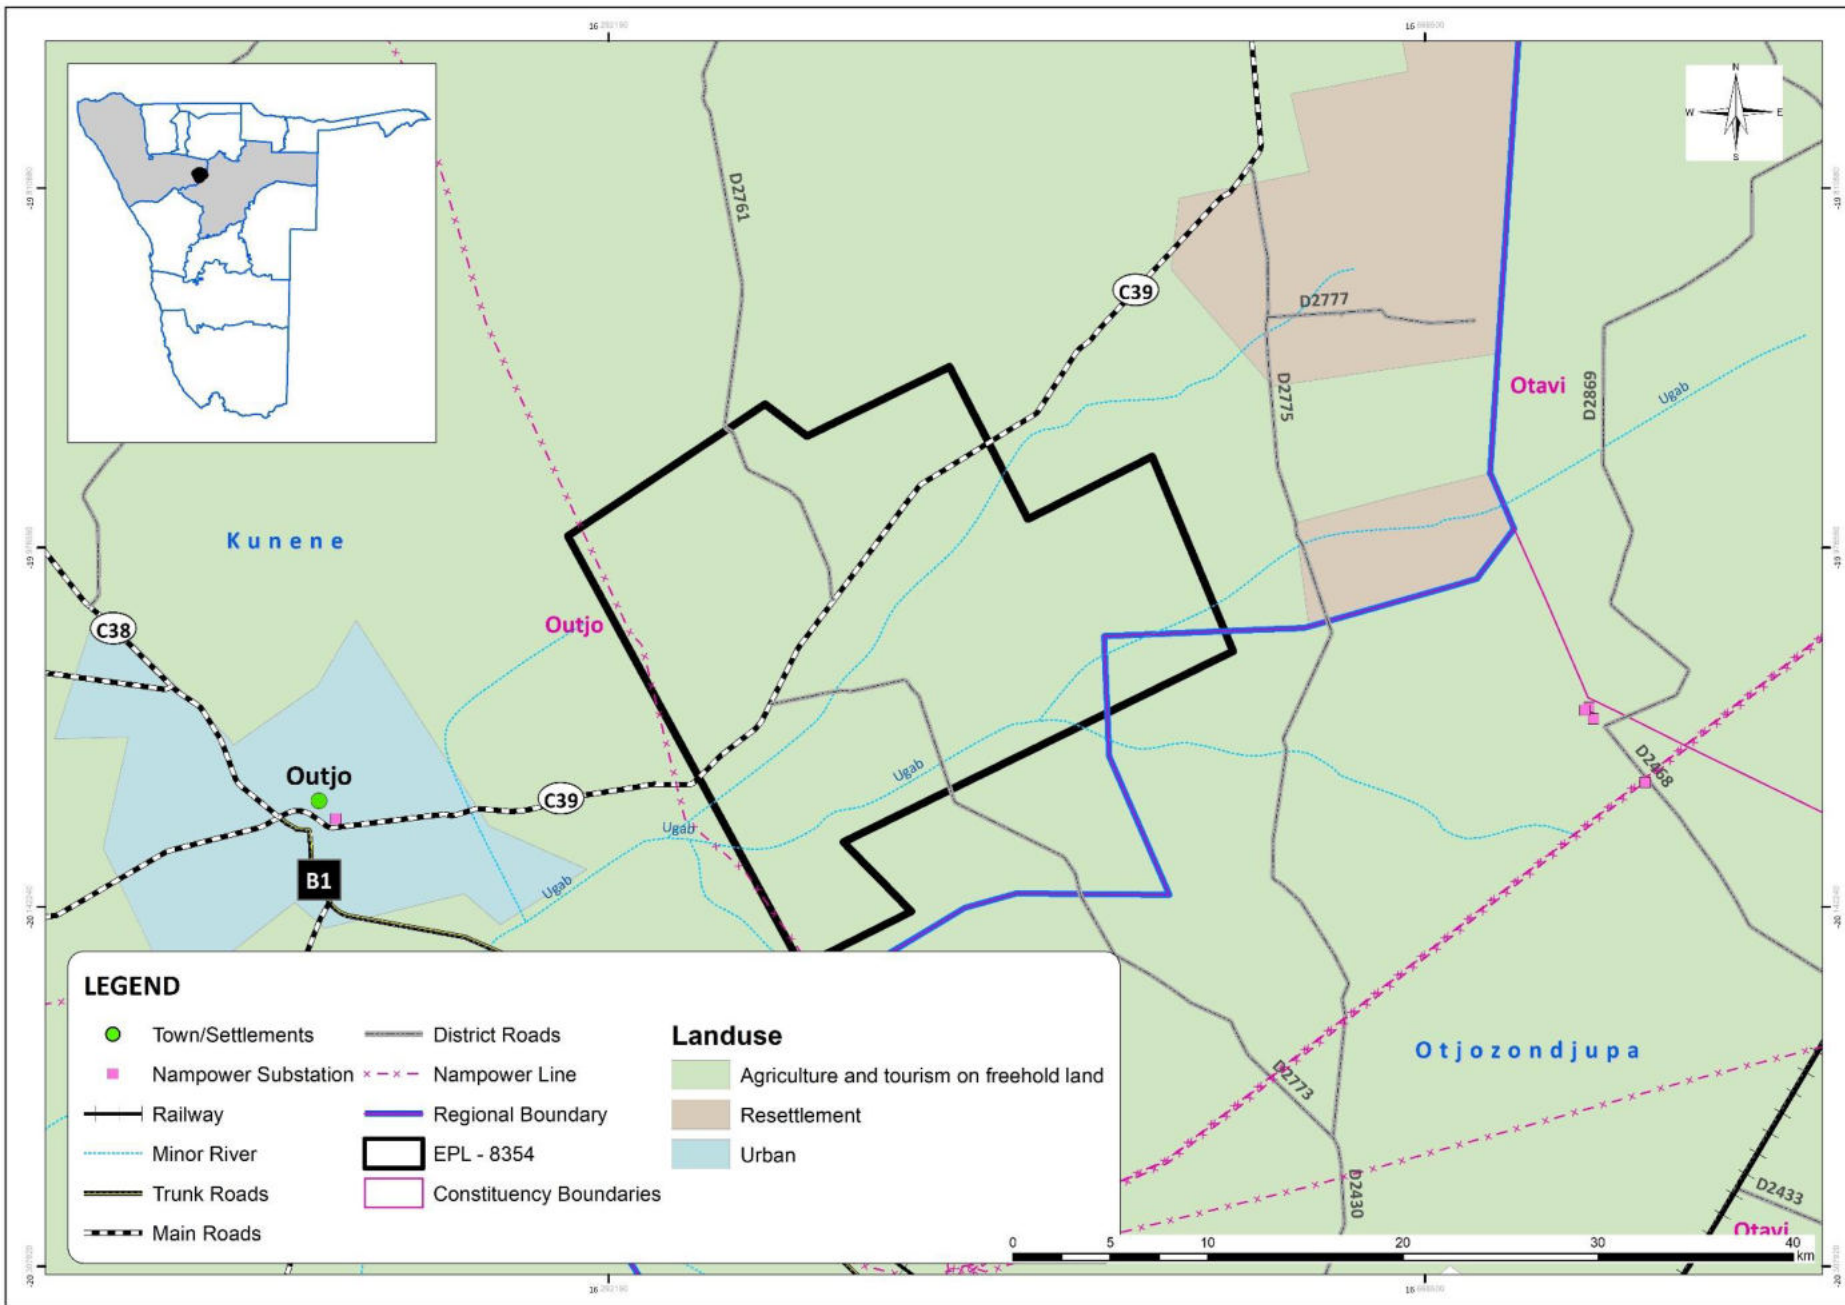 16.292190
16
N
W E
S
D2761
C39
D2777
D2775
Otavi
D2869
Ugab
Kunene
C38
Outjo
Outjo
C39
Ugab
Ugab
Ugab
B1
D2468
Otjozondjupa
D2773
D2430
D2433
Otavi
LEGEND
Town/Settlements
Nampower Substation
Railway
Minor River
Trunk Roads
Main Roads
District Roads
Nampower Line
Regional Boundary
EPL - 8354
Constituency Boundaries
Landuse
Agriculture and tourism on freehold land
Resettlement
Urban
0 5 10 20 30 40
km